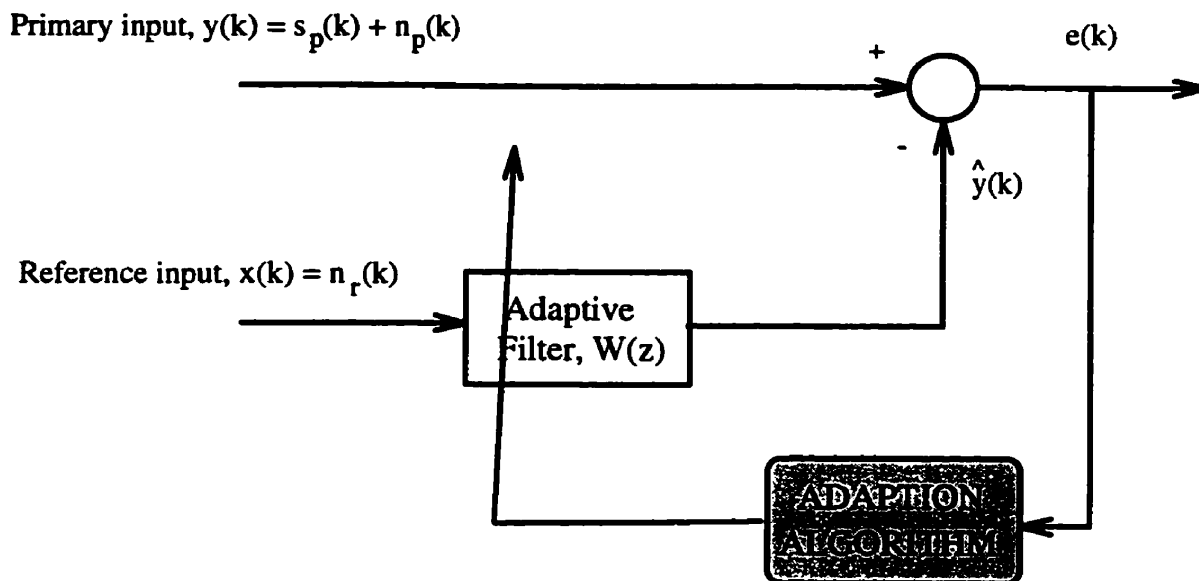 Primary input, y(k) = s_p(k) + n_p(k)
e(k)
+
-
ŷ(k)
Reference input, x(k) = n_r(k)
Adaptive
Filter, W(z)
ADAPTION
ALGORITHM